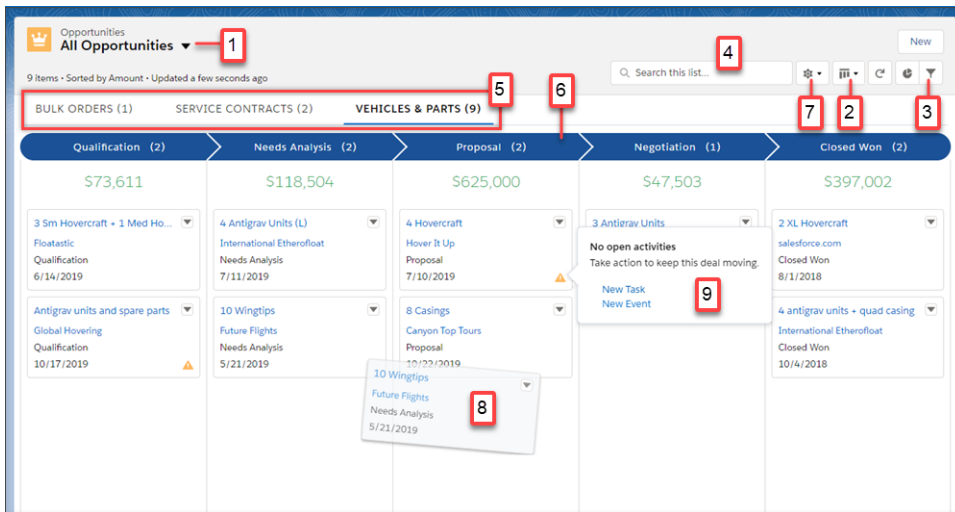 Opportunities
All Opportunities
1
New
9 items • Sorted by Amount • Updated a few seconds ago
4
Search this list...
5
6
7
2
3
BULK ORDERS (1)
SERVICE CONTRACTS (2)
VEHICLES & PARTS (9)
Qualification (2)
Needs Analysis (2)
Proposal (2)
Negotiation (1)
Closed Won (2)
$73,611
$118,504
$625,000
$47,503
$397,002
3 Sm Hovercraft + 1 Med Ho...
Floatastic
Qualification
6/14/2019
Antigrav units and spare parts
Global Hovering
Qualification
10/17/2019
4 Antigrav Units (L)
International Etherofloat
Needs Analysis
7/11/2019
10 Wingtips
Future Flights
Needs Analysis
5/21/2019
4 Hovercraft
Hover It Up
Proposal
7/10/2019
8 Casings
Canyon Top Tours
Proposal
10/22/2019
10 Wingtips
Future Flights
Needs Analysis
5/21/2019
8
3 Antigrav Units
No open activities
Take action to keep this deal moving.
New Task
New Event
9
2 XL Hovercraft
salesforce.com
Closed Won
8/1/2018
4 antigrav units + quad casing
International Etherofloat
Closed Won
10/4/2018